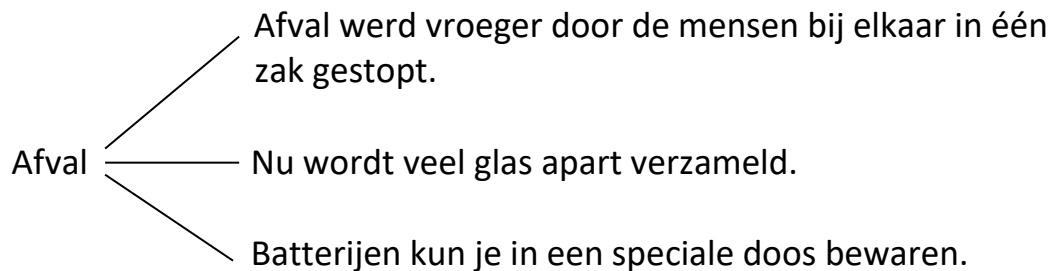 Afval werd vroeger door de mensen bij elkaar in één
zak gestopt.
Afval
Nu wordt veel glas apart verzameld.
Batterijen kun je in een speciale doos bewaren.